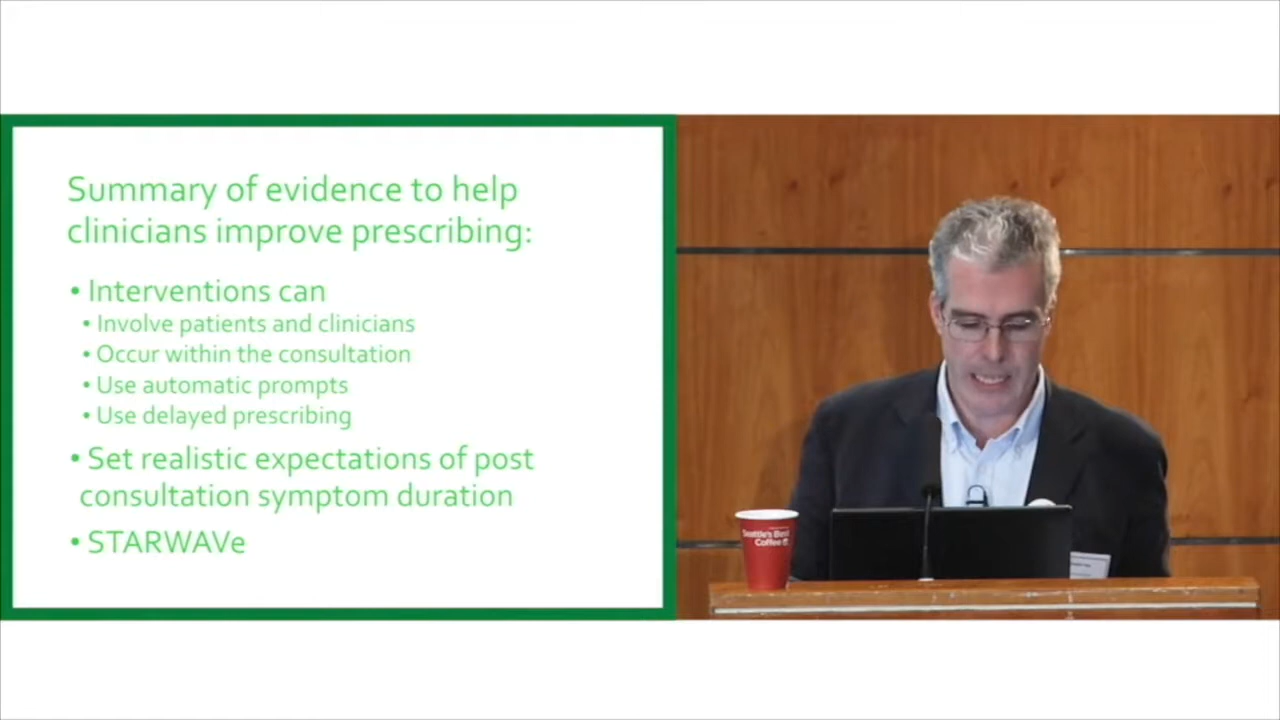 Summary of evidence to help
clinicians improve prescribing:
• Interventions can
• Involve patients and clinicians
• Occur within the consultation
• Use automatic prompts
• Use delayed prescribing
• Set realistic expectations of post
consultation symptom duration
• STARWAVe
Seattle's Best
Coffee